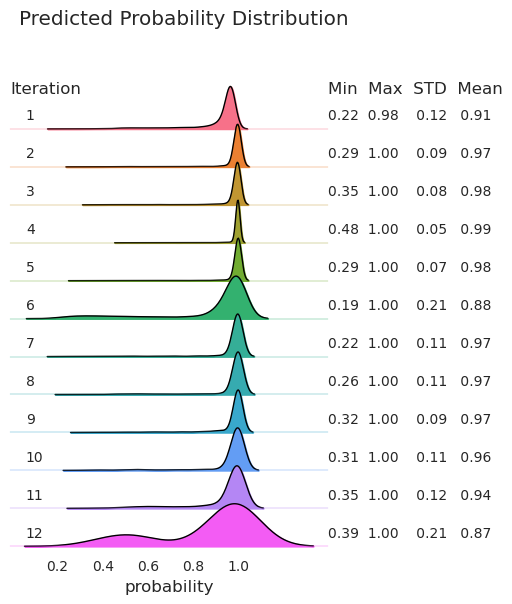 Predicted Probability Distribution
Iteration Min Max STD Mean
1 0.22 0.98 0.12 0.91
2 0.29 1.00 0.09 0.97
3 0.35 1.00 0.08 0.98
4 0.48 1.00 0.05 0.99
5 0.29 1.00 0.07 0.98
6 0.19 1.00 0.21 0.88
7 0.22 1.00 0.11 0.97
8 0.26 1.00 0.11 0.97
9 0.32 1.00 0.09 0.97
10 0.31 1.00 0.11 0.96
11 0.35 1.00 0.12 0.94
12 0.39 1.00 0.21 0.87
0.2 0.4 0.6 0.8 1.0
probability